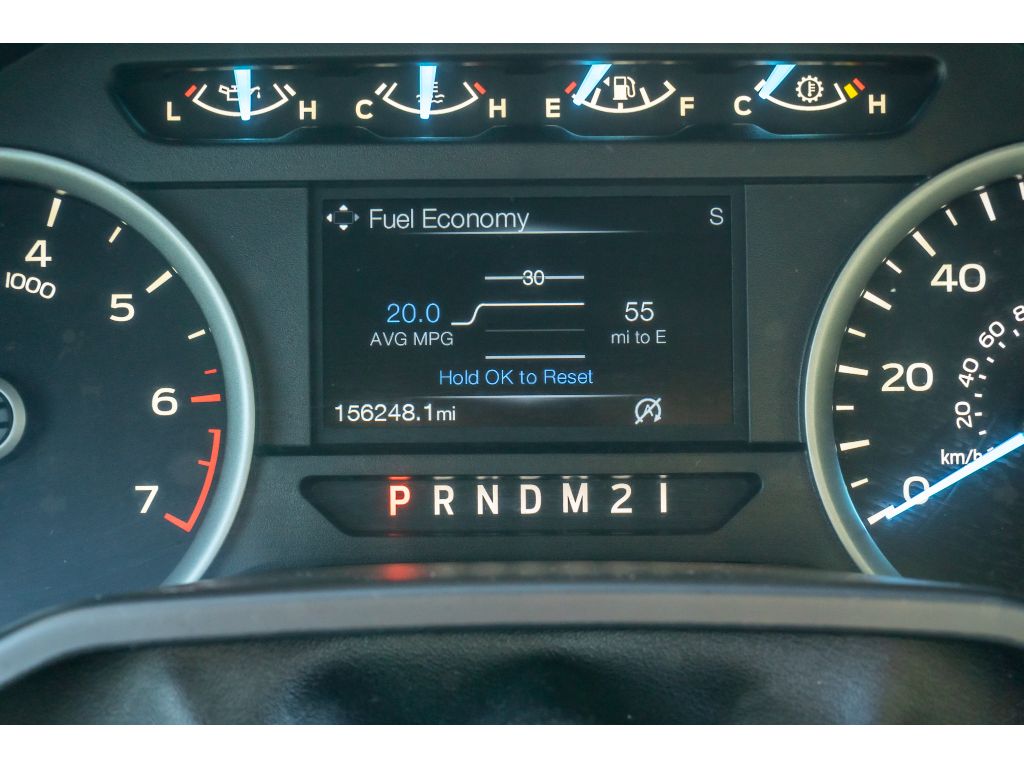 L H C H E F C H
Fuel Economy S
30
20.0 55
AVG MPG mi to E
Hold OK to Reset
156248.1mi
P R N D M 2 1
4
1000
5
6
7
40
20
0
8
60
40
20
km/h